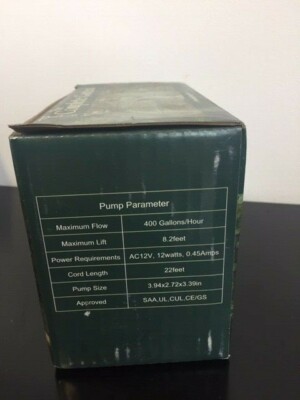 Pump Parameter
Maximum Flow 400 Gallons/Hour
Maximum Lift 8.2feet
Power Requirements AC12V, 12watts, 0.45Amps
Cord Length 22feet
Pump Size 3.94x2.72x3.39in
Approved SAA,UL,CUL,CE/GS